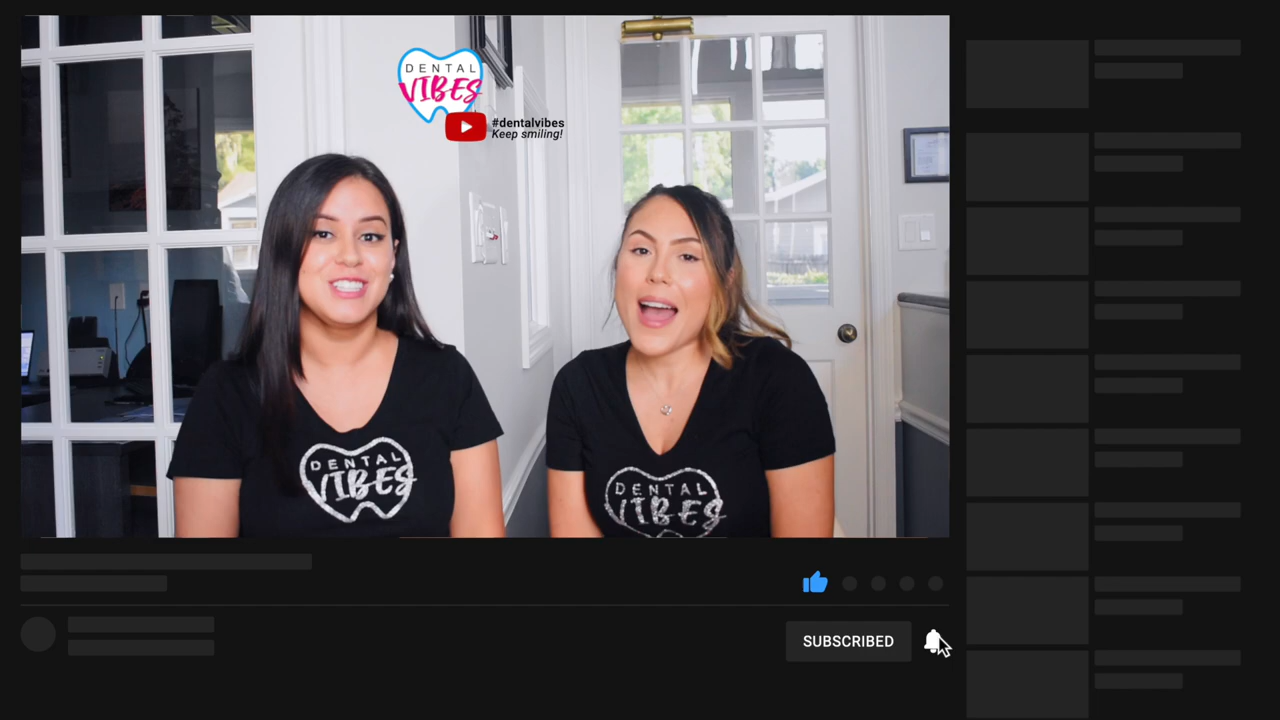 DENTAL
VIBES
#dentalvibes
Keep smiling!
DENTAL
VIBES
DENTAL
VIBES
SUBSCRIBED